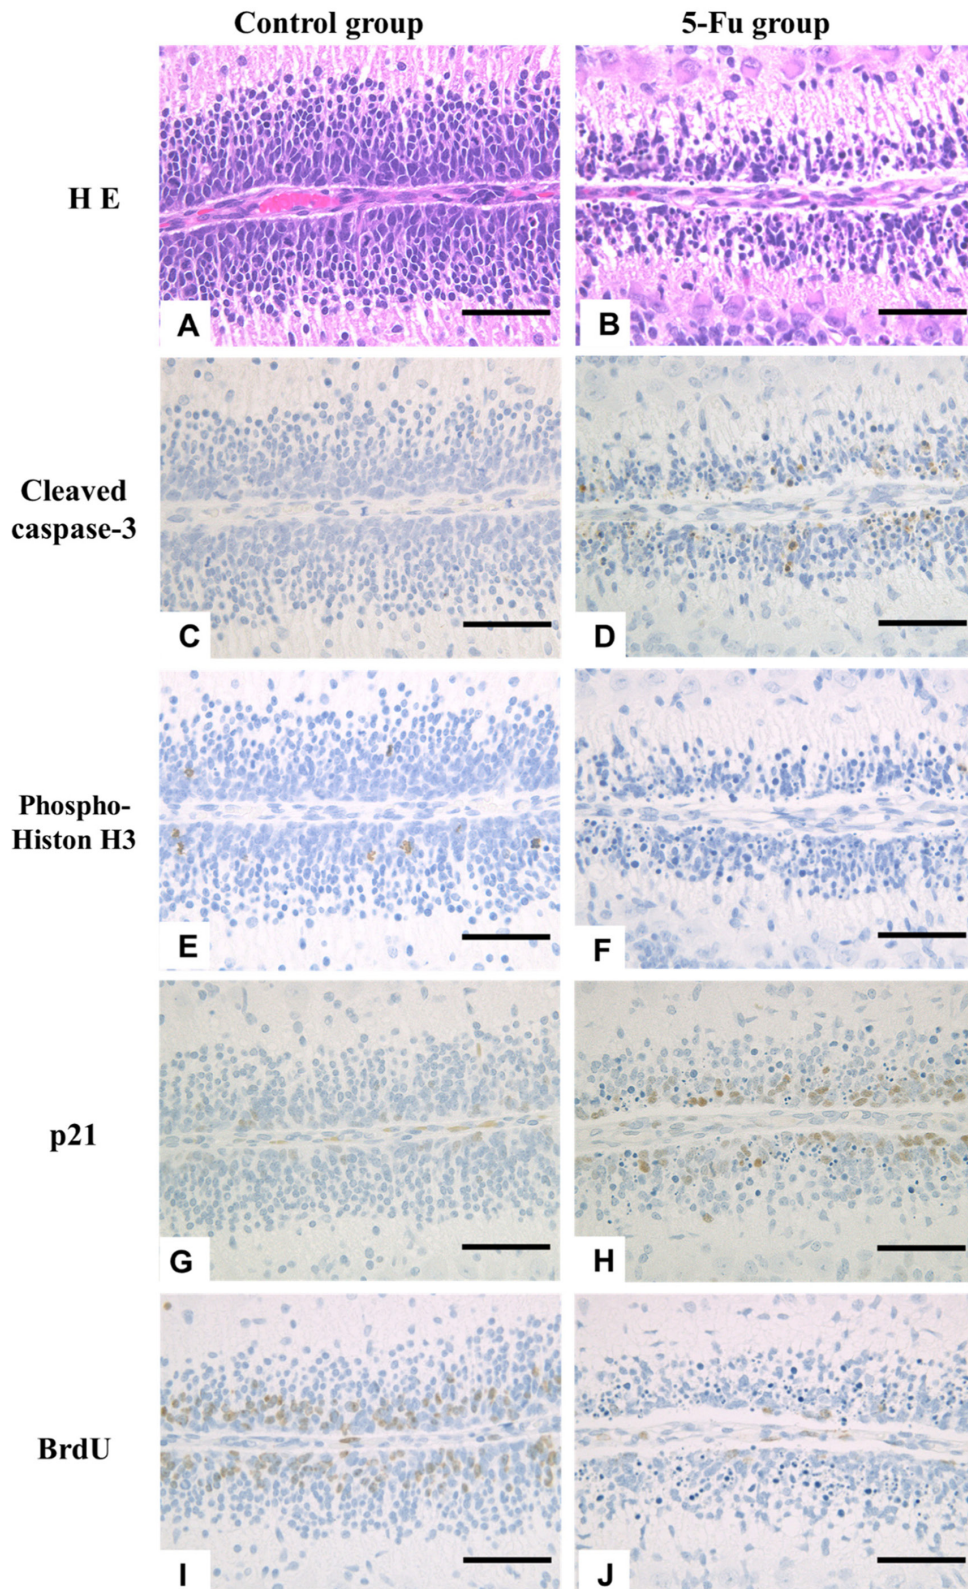 Control group
5-Fu group
H E
A
B
Cleaved
caspase-3
C
D
Phospho-
Histon H3
E
F
p21
G
H
BrdU
I
J